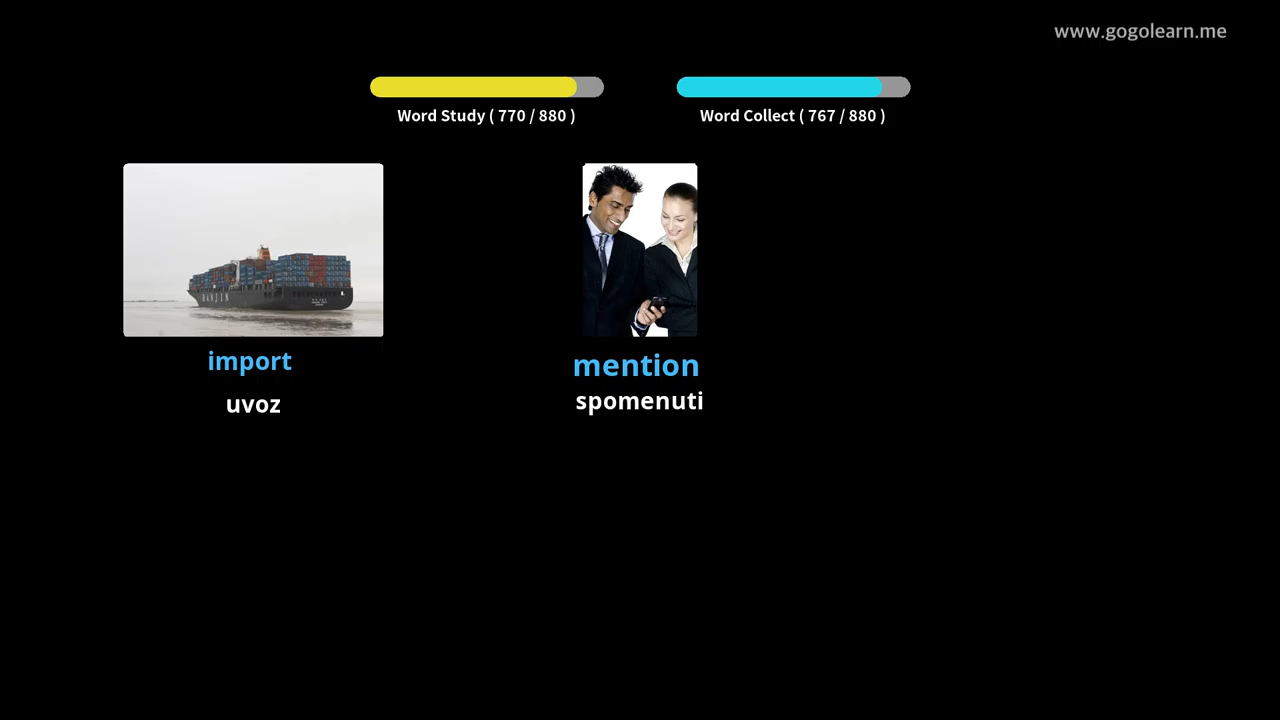 www.gogolearn.me
Word Study ( 770 / 880 )
Word Collect ( 767 / 880 )
import
uvoz
mention
spomenuti